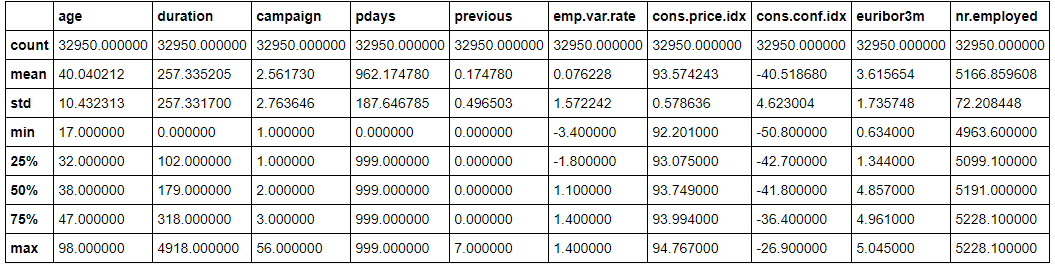 age duration campaign pdays previous emp.var.rate cons.price.idx cons.conf.idx euribor3m nr.employed
count 32950.000000 32950.000000 32950.000000 32950.000000 32950.000000 32950.000000 32950.000000 32950.000000 32950.000000 32950.000000
mean 40.040212 257.335205 2.561730 962.174780 0.174780 0.076228 93.574243 -40.518680 3.615654 5166.859608
std 10.432313 257.331700 2.763646 187.646785 0.496503 1.572242 0.578636 4.623004 1.735748 72.208448
min 17.000000 0.000000 1.000000 0.000000 0.000000 -3.400000 92.201000 -50.800000 0.634000 4963.600000
25% 32.000000 102.000000 1.000000 999.000000 0.000000 -1.800000 93.075000 -42.700000 1.344000 5099.100000
50% 38.000000 179.000000 2.000000 999.000000 0.000000 1.100000 93.749000 -41.800000 4.857000 5191.000000
75% 47.000000 318.000000 3.000000 999.000000 0.000000 1.400000 93.994000 -36.400000 4.961000 5228.100000
max 98.000000 4918.000000 56.000000 999.000000 7.000000 1.400000 94.767000 -26.900000 5.045000 5228.100000